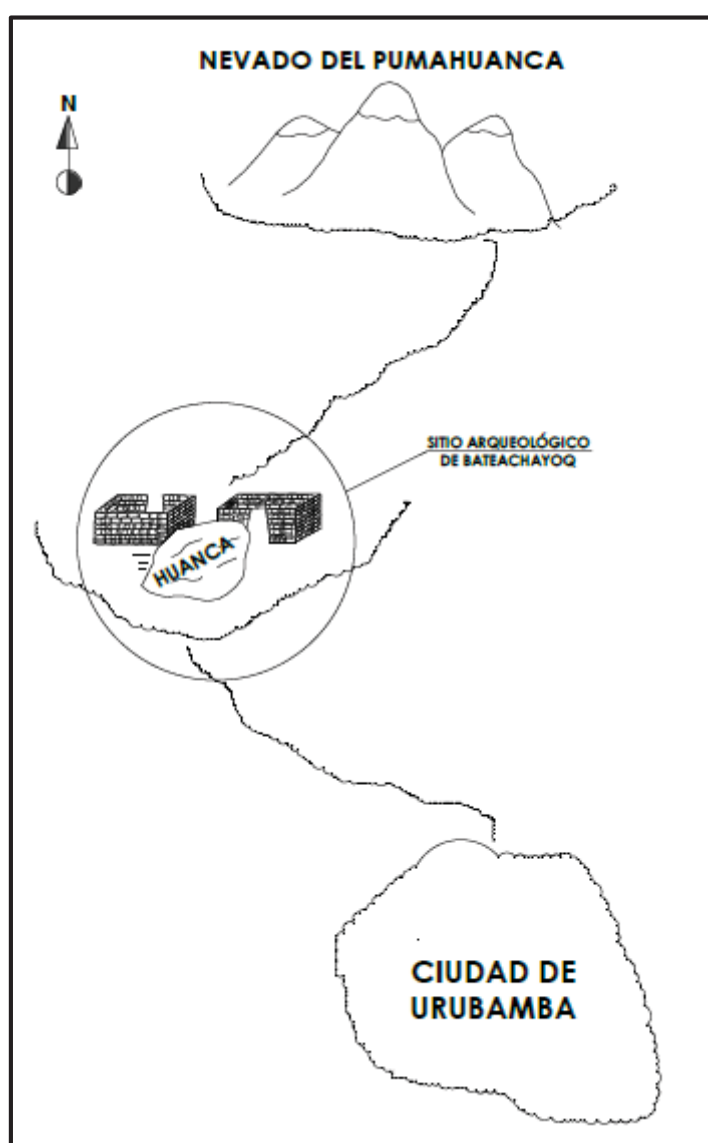 NEVADO DEL PUMAHUANCA
N
SITIO ARQUEOLÓGICO
DE BATEACHAYOQ
HUANCA
CIUDAD DE
URUBAMBA